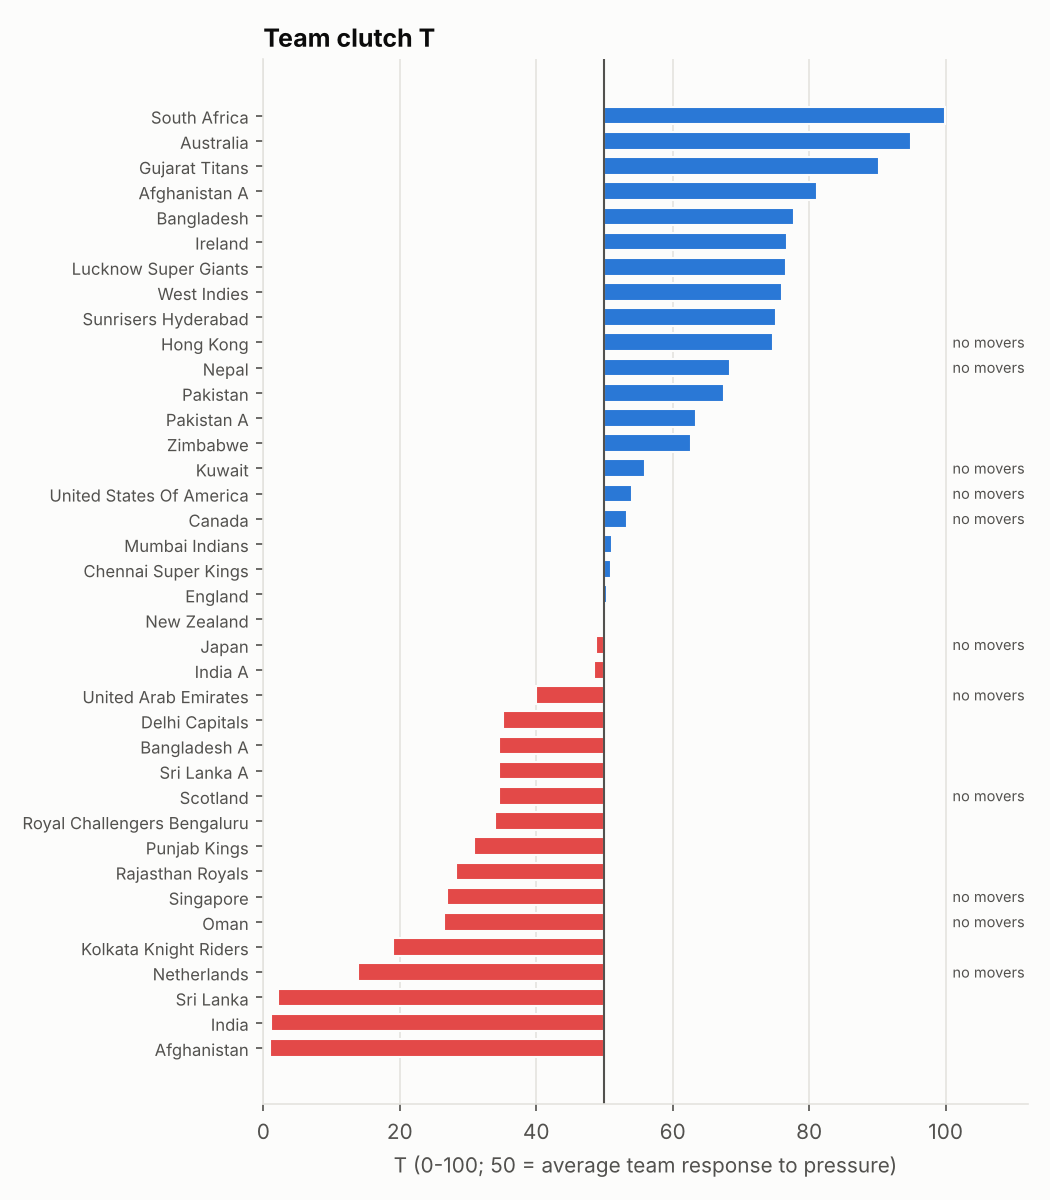 Team clutch T
South Africa
Australia
Gujarat Titans
Afghanistan A
Bangladesh
Ireland
Lucknow Super Giants
West Indies
Sunrisers Hyderabad
Hong Kong no movers
Nepal no movers
Pakistan
Pakistan A
Zimbabwe
Kuwait no movers
United States Of America no movers
Canada no movers
Mumbai Indians
Chennai Super Kings
England
New Zealand
Japan no movers
India A
United Arab Emirates no movers
Delhi Capitals
Bangladesh A
Sri Lanka A
Scotland no movers
Royal Challengers Bengaluru
Punjab Kings
Rajasthan Royals
Singapore no movers
Oman no movers
Kolkata Knight Riders
Netherlands no movers
Sri Lanka
India
Afghanistan
0 20 40 60 80 100
T (0-100; 50 = average team response to pressure)